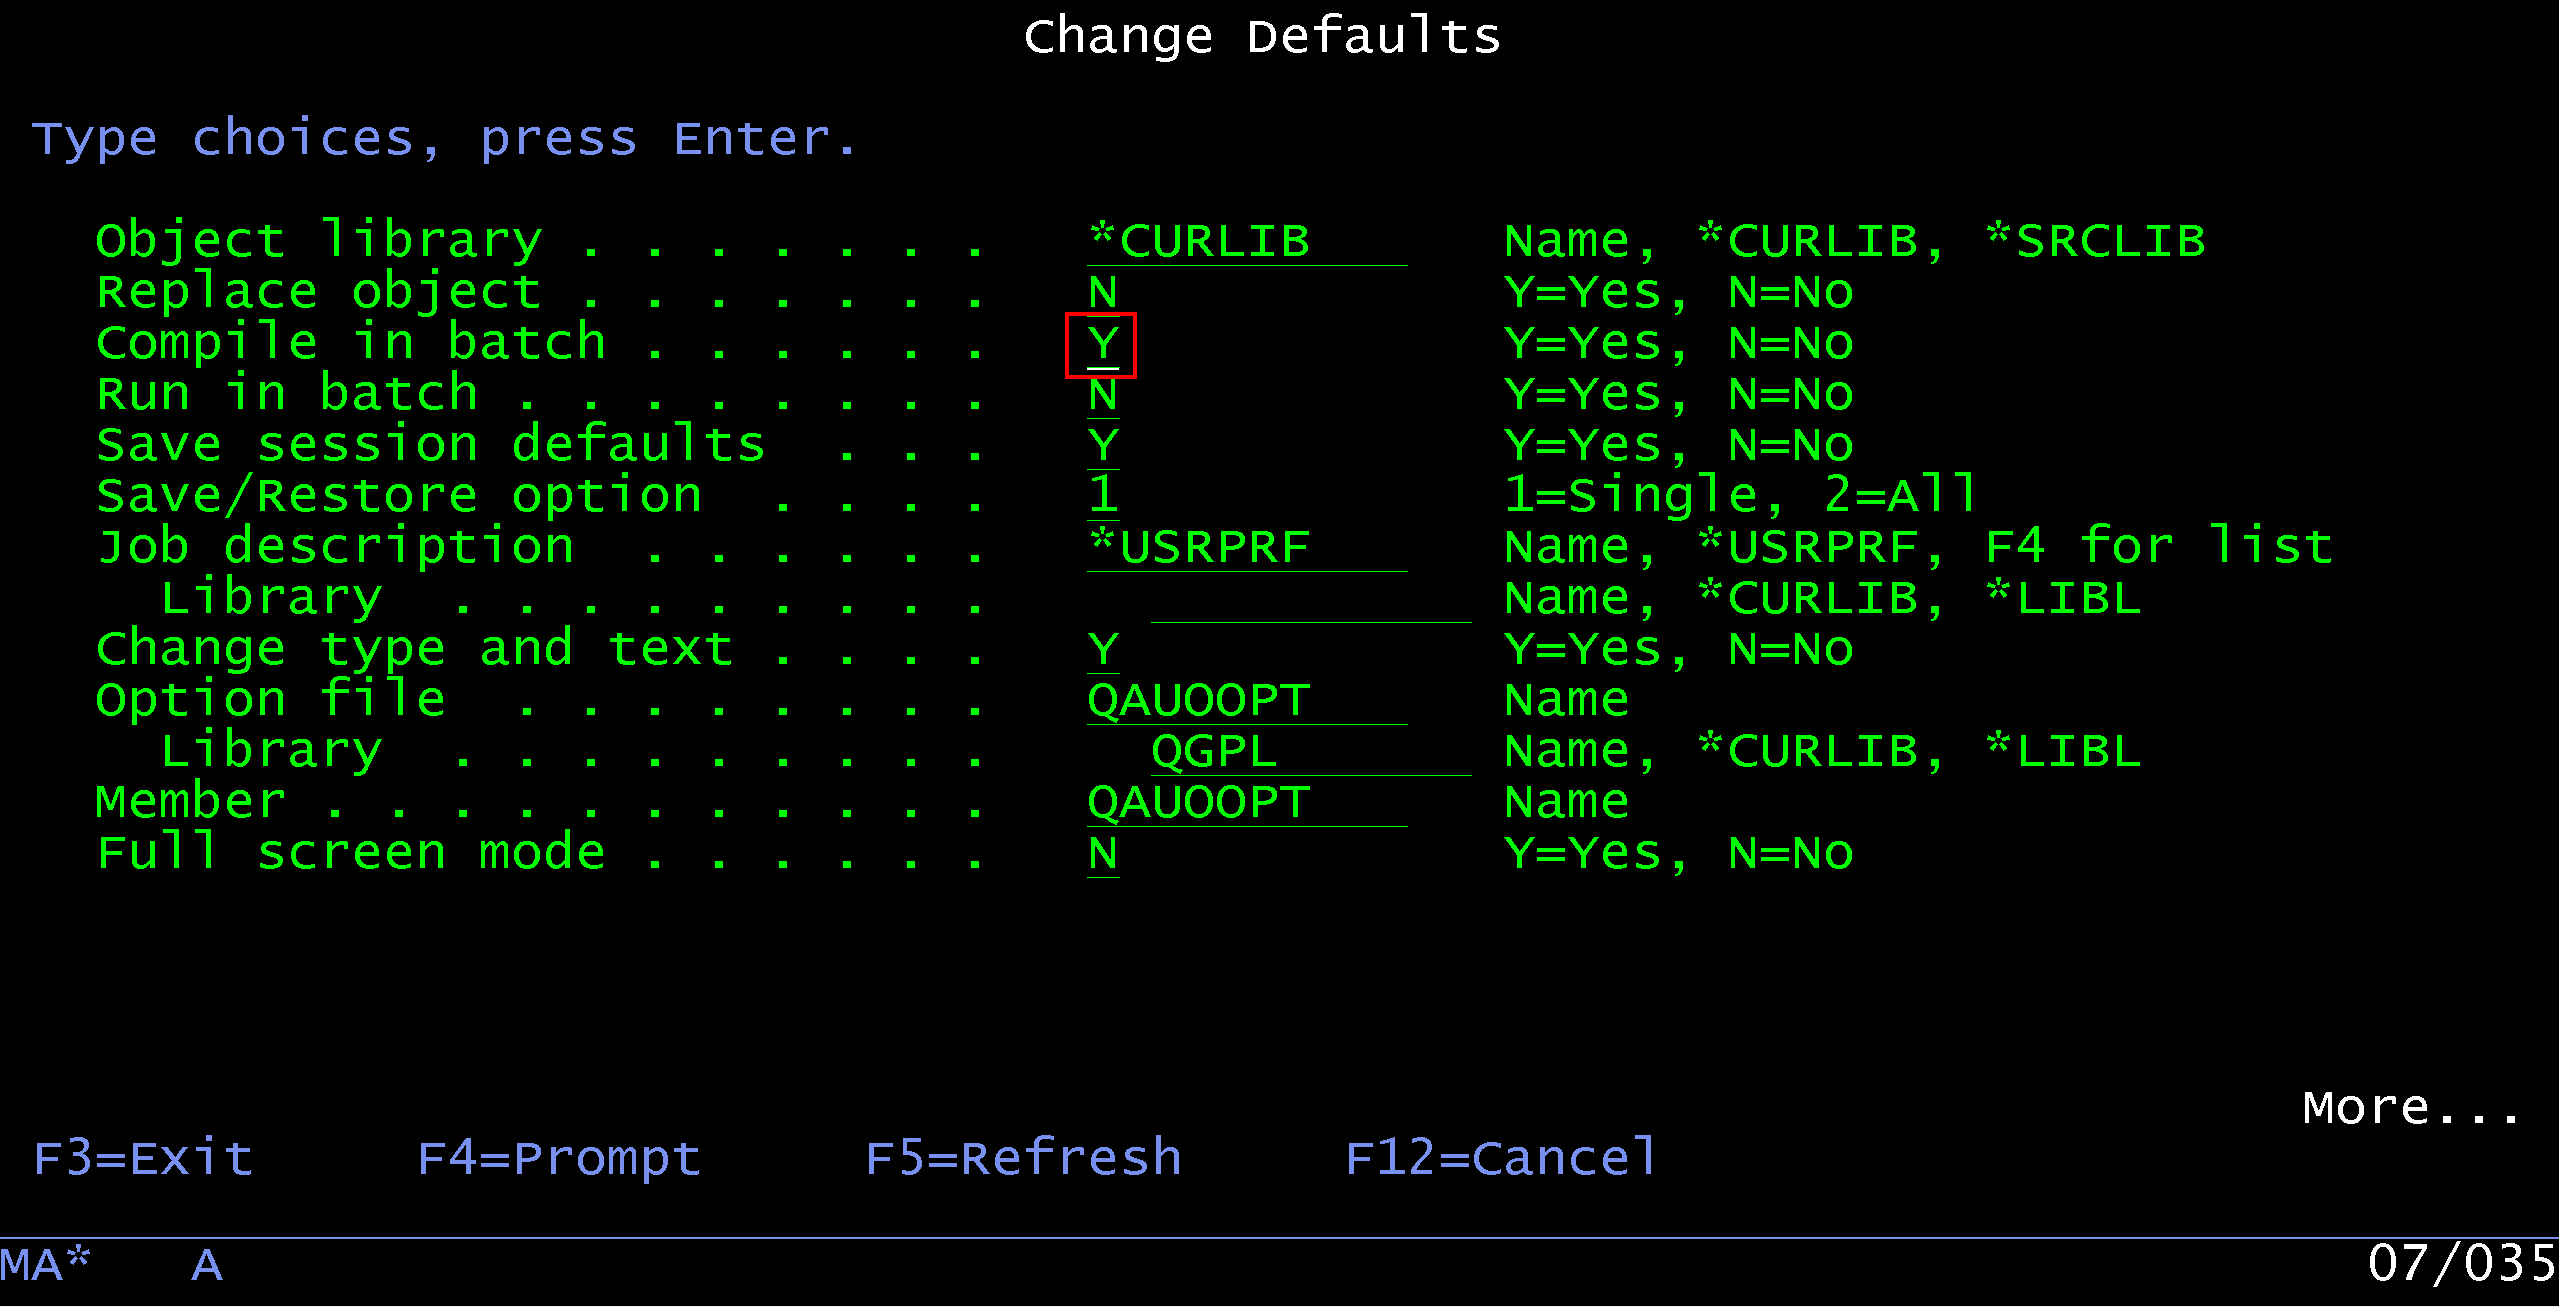 Change Defaults
Type choices, press Enter.
Object library . . . . . . . *CURLIB Name, *CURLIB, *SRCLIB
Replace object . . . . . . . N Y=Yes, N=No
Compile in batch . . . . . . Y Y=Yes, N=No
Run in batch . . . . . . . . N Y=Yes, N=No
Save session defaults . . . Y Y=Yes, N=No
Save/Restore option . . . . 1 1=Single, 2=All
Job description . . . . . . *USRPRF Name, *USRPRF, F4 for list
Library . . . . . . . . . Name, *CURLIB, *LIBL
Change type and text . . . . Y Y=Yes, N=No
Option file . . . . . . . . QAUOOPT Name
Library . . . . . . . . . QGPL Name, *CURLIB, *LIBL
Member . . . . . . . . . . . QAUOOPT Name
Full screen mode . . . . . . N Y=Yes, N=No
More...
F3=Exit F4=Prompt F5=Refresh F12=Cancel
MA* A 07/035